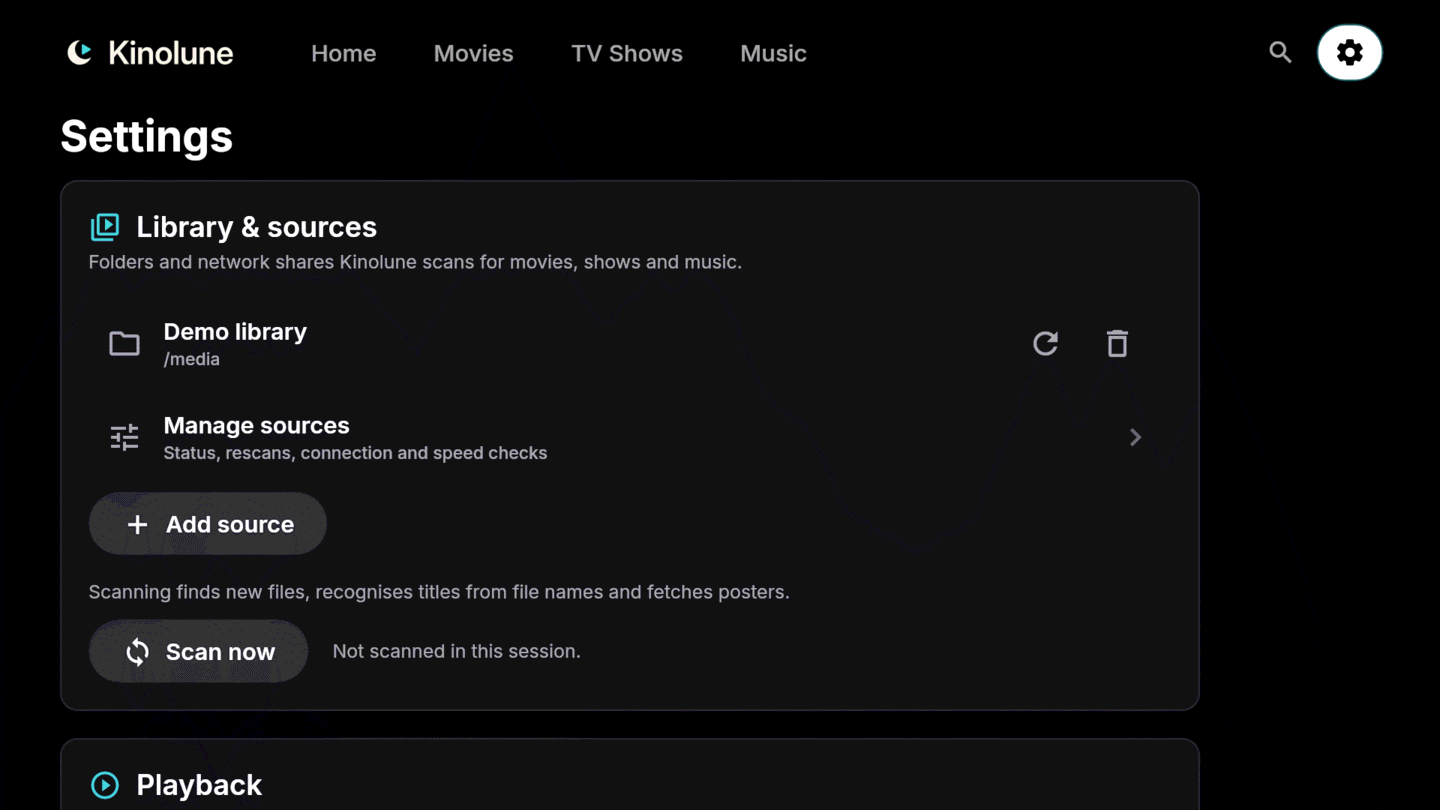 Kinolune Home Movies TV Shows Music
Settings
Library & sources
Folders and network shares Kinolune scans for movies, shows and music.
Demo library
/media
Manage sources
Status, rescans, connection and speed checks
Add source
Scanning finds new files, recognises titles from file names and fetches posters.
Scan now Not scanned in this session.
Playback